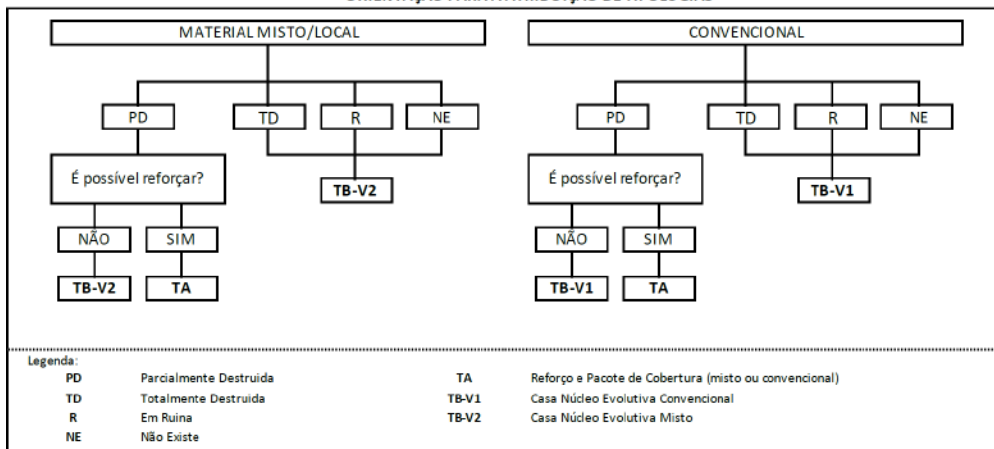 MATERIAL MISTO/LOCAL
PD
TD
R
NE
É possível reforçar?
TB-V2
NÃO
SIM
TB-V2
TA
CONVENCIONAL
PD
TD
R
NE
É possível reforçar?
TB-V1
NÃO
SIM
TB-V1
TA
Legenda:
PD Parcialmente Destruida
TD Totalmente Destruida
R Em Ruina
NE Não Existe
TA Reforço e Pacote de Cobertura (misto ou convencional)
TB-V1 Casa Núcleo Evolutiva Convencional
TB-V2 Casa Núcleo Evolutiva Misto